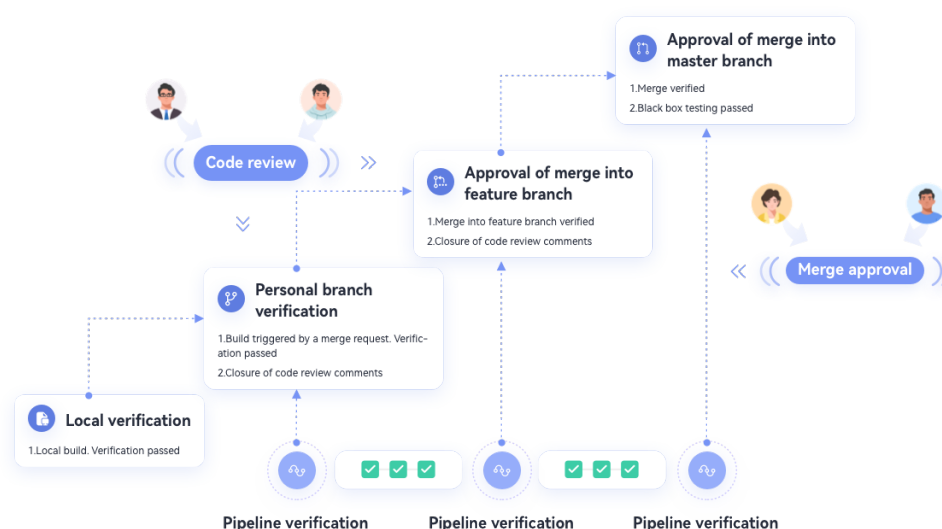 Approval of merge into
master branch
1.Merge verified
2.Black box testing passed
Code review
Approval of merge into
feature branch
1.Merge into feature branch verified
2.Closure of code review comments
Merge approval
Personal branch
verification
1.Build triggered by a merge request. Verific-
ation passed
2.Closure of code review comments
Local verification
1.Local build. Verification passed
Pipeline verification
Pipeline verification
Pipeline verification